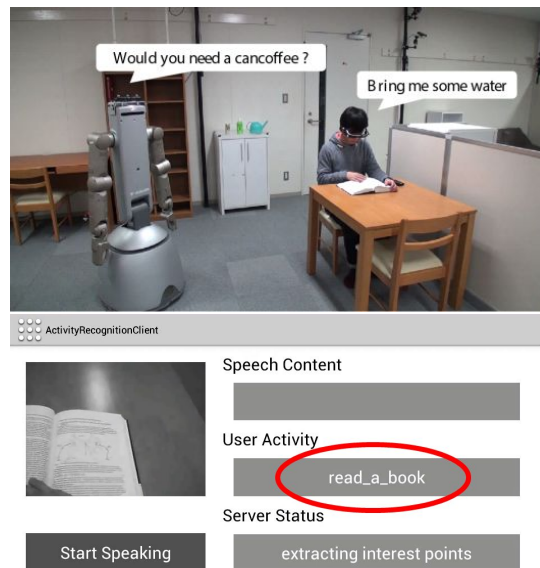 Would you need a cancoffee ?
Bring me some water
ActivityRecognitionClient
Speech Content
User Activity
read_a_book
Server Status
Start Speaking
extracting interest points